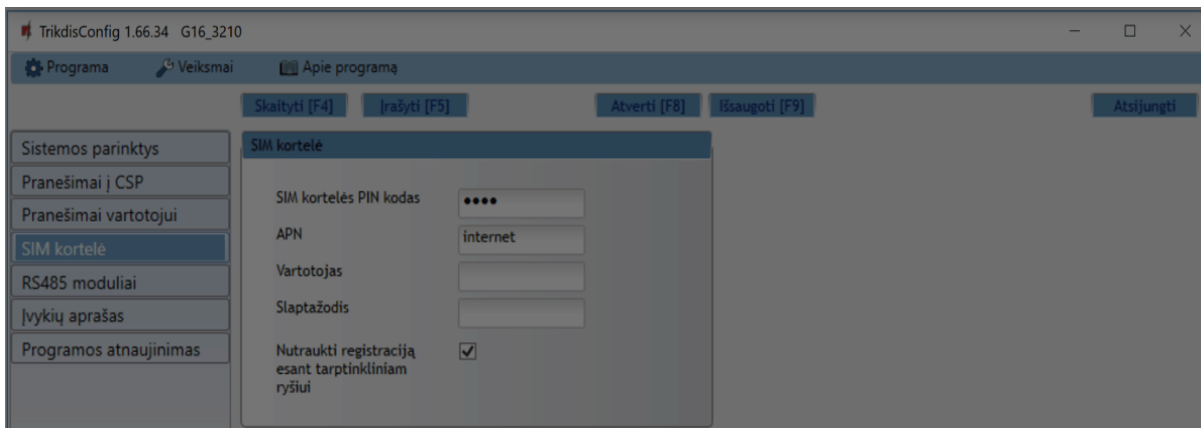 TrikdisConfig 1.66.34 G16_3210
Programa Veiksmai Apie programą
Skaityti [F4] Įrašyti [F5] Atverti [F8] Išsaugoti [F9] Atsijungti
Sistemos parinktys
Pranešimai į CSP
Pranešimai vartotojui
SIM kortelė
RS485 moduliai
Įvykių aprašas
Programos atnaujinimas
SIM kortelė
SIM kortelės PIN kodas ●●●●
APN internet
Vartotojas
Slaptažodis
Nutraukti registraciją
esant tarptinkliniam
ryšiui